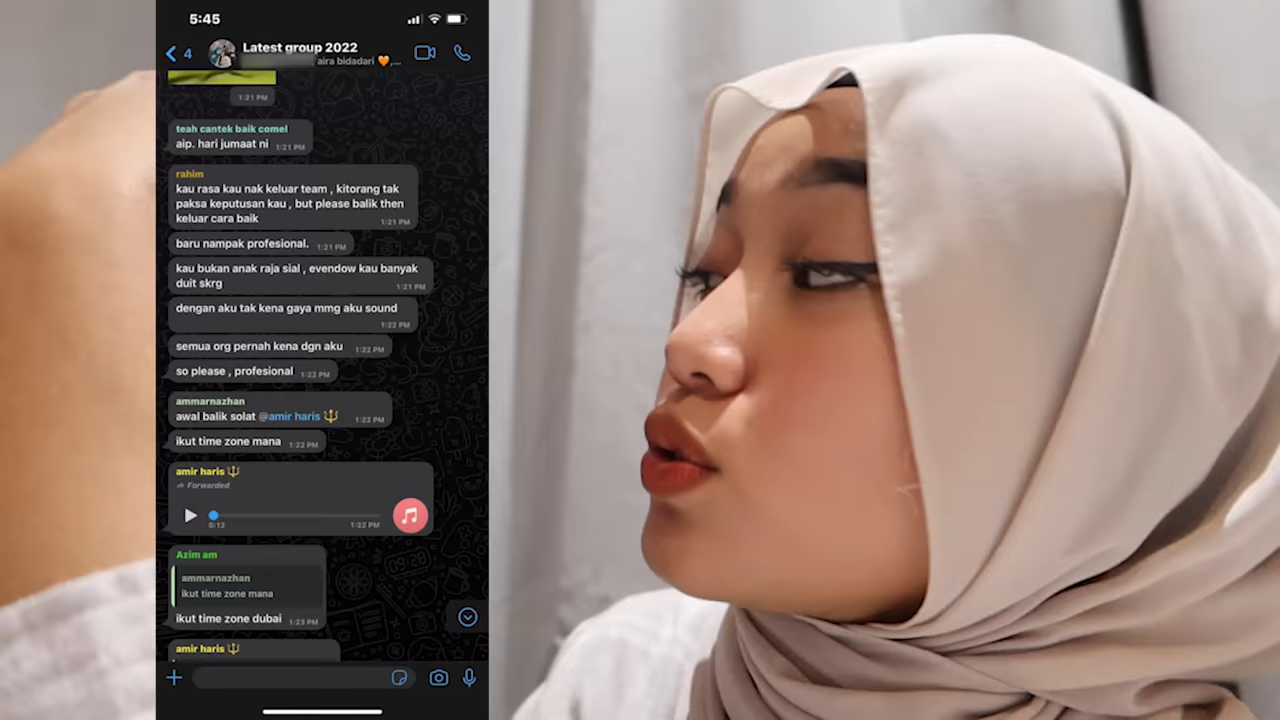 5:45
4
Latest group 2022
aira bidadari 🧡,...
1:21 PM
teah cantek baik comel
aip. hari jumaat ni 1:21 PM
rahim
kau rasa kau nak keluar team , kitorang tak
paksa keputusan kau , but please balik then
keluar cara baik
1:21 PM
baru nampak profesional. 1:21 PM
kau bukan anak raja sial , evendow kau banyak
duit skrg
1:21 PM
dengan aku tak kena gaya mmg aku sound
1:22 PM
semua org pernah kena dgn aku 1:22 PM
so please , profesional 1:22 PM
ammarnazhan
awal balik solat @amir haris 🔱 1:22 PM
ikut time zone mana 1:22 PM
amir haris 🔱
Forwarded
0:12 1:22 PM
Azim am
ammarnazhan
ikut time zone mana
ikut time zone dubai 1:23 PM
amir haris 🔱